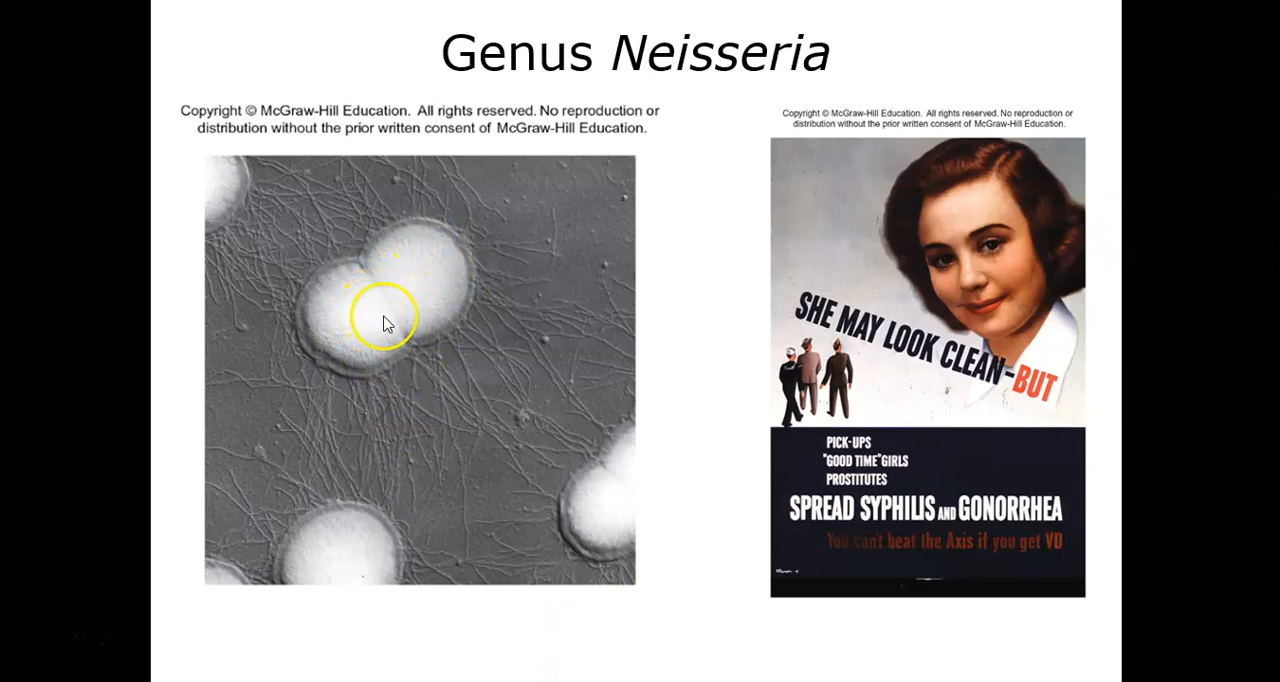 Genus Neisseria
Copyright © McGraw-Hill Education. All rights reserved. No reproduction or
distribution without the prior written consent of McGraw-Hill Education.
Copyright © McGraw-Hill Education. All rights reserved. No reproduction or
distribution without the prior written consent of McGraw-Hill Education.
SHE MAY LOOK CLEAN-BUT
PICK-UPS
"GOOD TIME" GIRLS
PROSTITUTES
SPREAD SYPHILIS AND GONORRHEA
You can't beat the Axis if you get VD